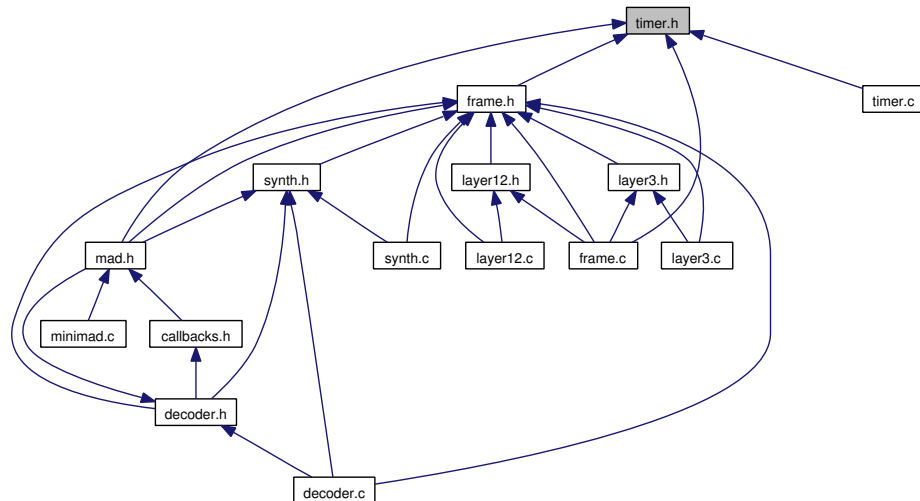 timer.h
frame.h
timer.c
synth.h
layer12.h
layer3.h
mad.h
synth.c
layer12.c
frame.c
layer3.c
minimad.c
callbacks.h
decoder.h
decoder.c